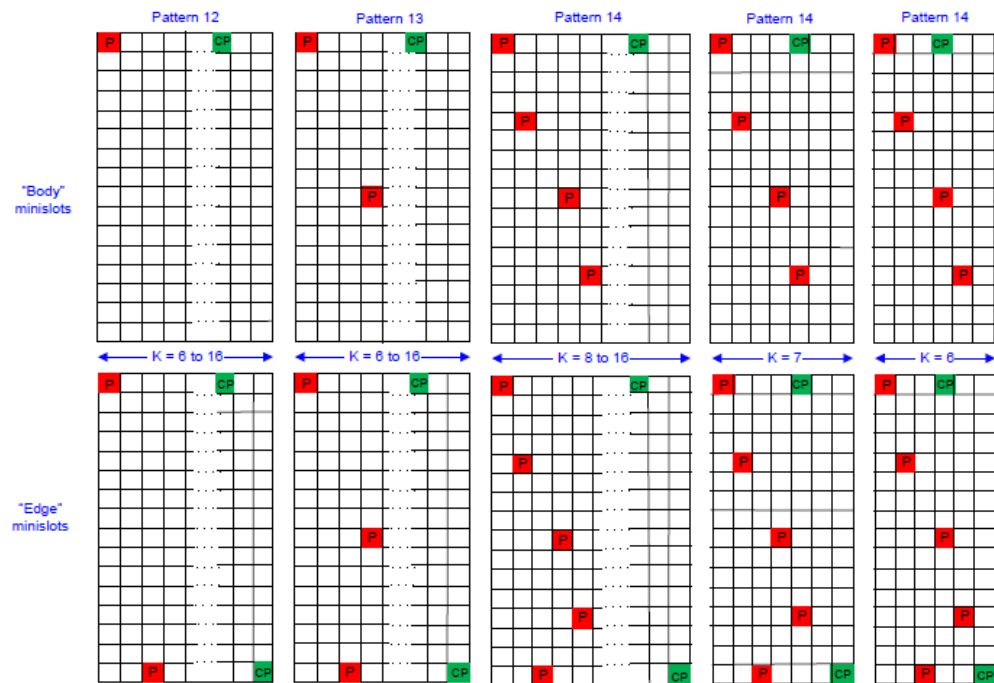 Pattern 12 Pattern 13 Pattern 14 Pattern 14 Pattern 14
P CP P CP P CP P CP P CP
P P P
"Body"
minislots
P P P P
P P P
K = 6 to 16 K = 6 to 16 K = 8 to 16 K = 7 K = 6
P CP P CP P CP P CP P CP
P P P
"Edge"
minislots
P P P P
P P P
P CP P CP P CP P CP P CP